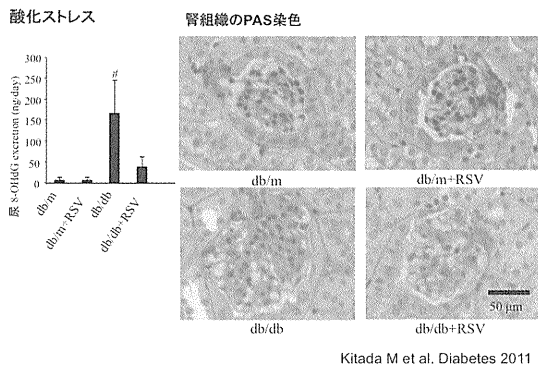 酸化ストレス
腎組織のPAS染色
尿 8-OHdG excretion (ng/day)
300
250
200
150
100
50
0
#
db/m
db/m+RSV
db/db
db/db+RSV
db/m
db/m+RSV
db/db
db/db+RSV
50 μm
Kitada M et al. Diabetes 2011